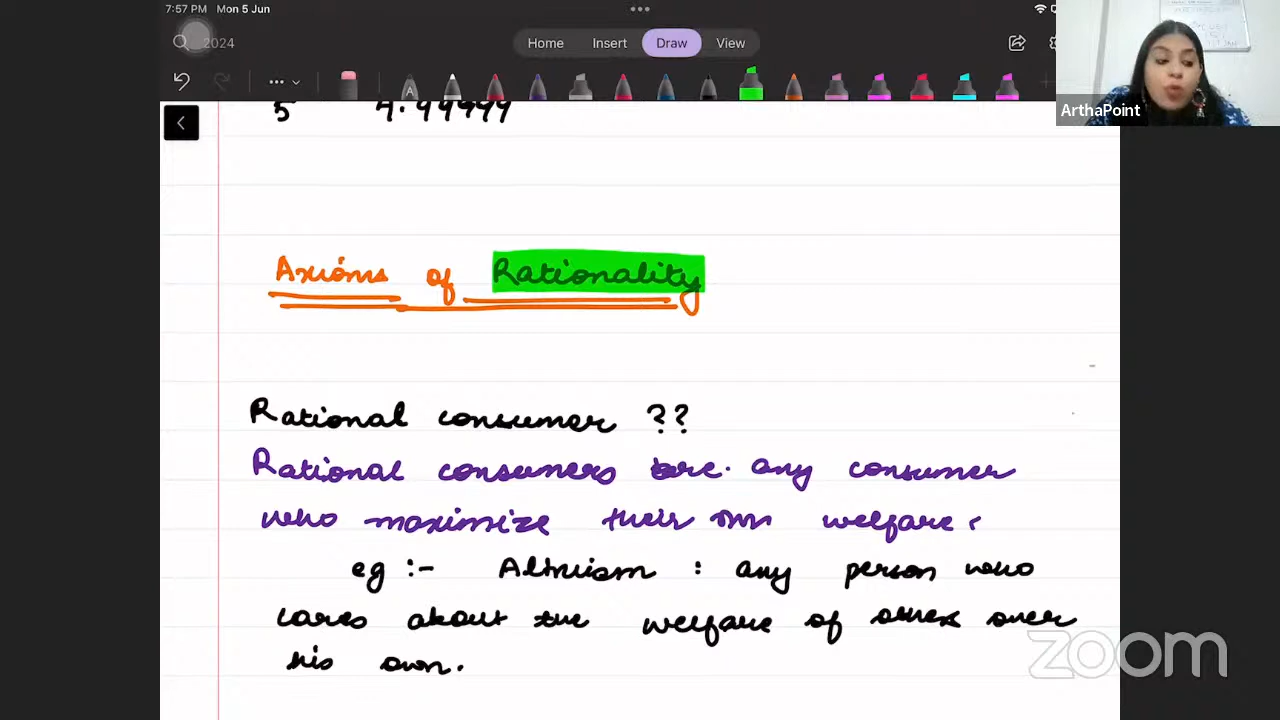 7:57 PM Mon 5 Jun
2024
Home Insert Draw View
ArthaPoint
5 4.99999
Axioms of Rationality
Rational consumer ??
Rational consumers are any consumer
who maximize their own welfare.
eg :- Altruism : any person who
cares about the welfare of others over
his own.
zoom